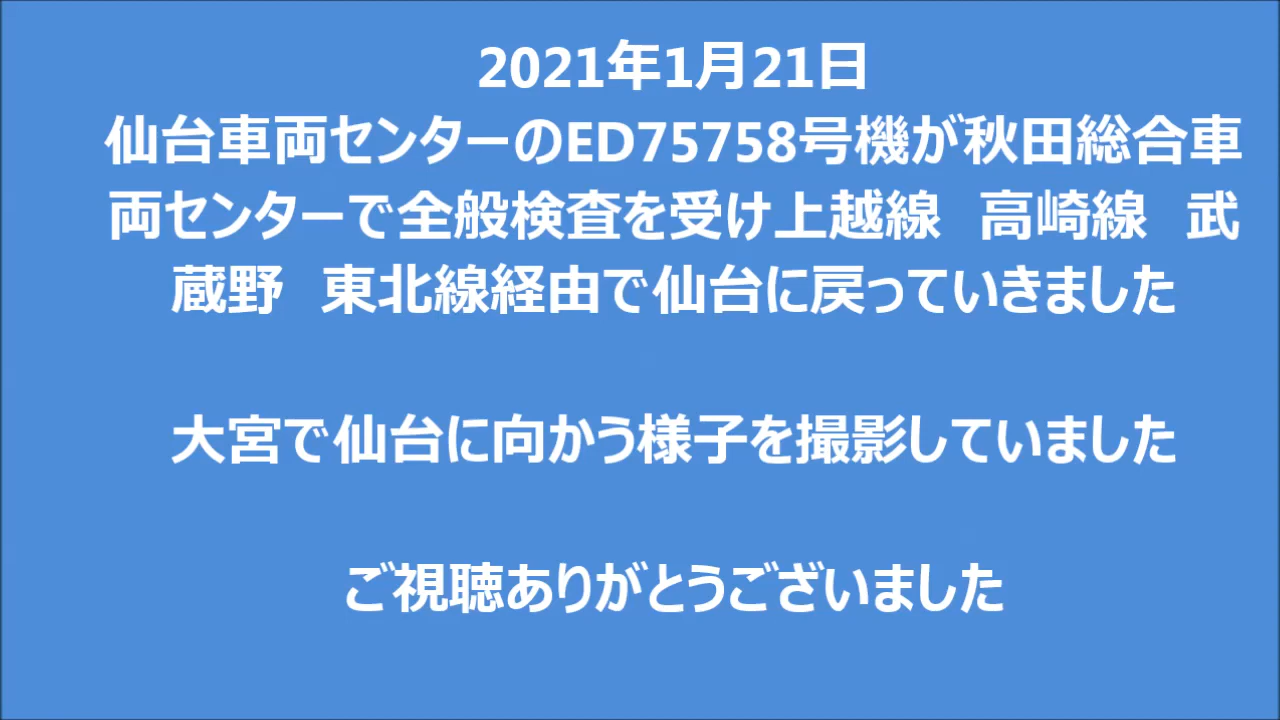 2021年1月21日
仙台車両センターのED75758号機が秋田総合車
両センターで全般検査を受け上越線　高崎線　武
蔵野　東北線経由で仙台に戻っていきました
大宮で仙台に向かう様子を撮影していました
ご視聴ありがとうございました